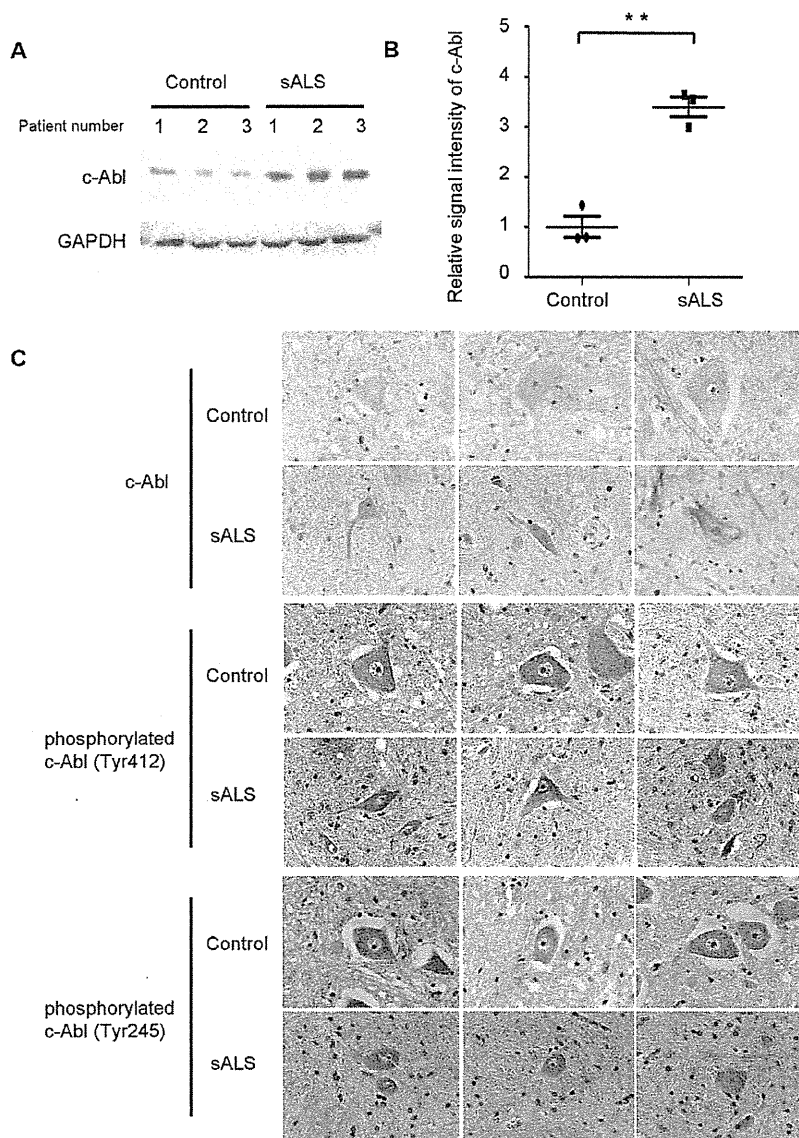 A
Control sALS
Patient number 1 2 3 1 2 3
c-Abl
GAPDH
B
**
Relative signal intensity of c-Abl
5
4
3
2
1
0
Control sALS
C
c-Abl
Control
sALS
phosphorylated
c-Abl (Tyr412)
Control
sALS
phosphorylated
c-Abl (Tyr245)
Control
sALS